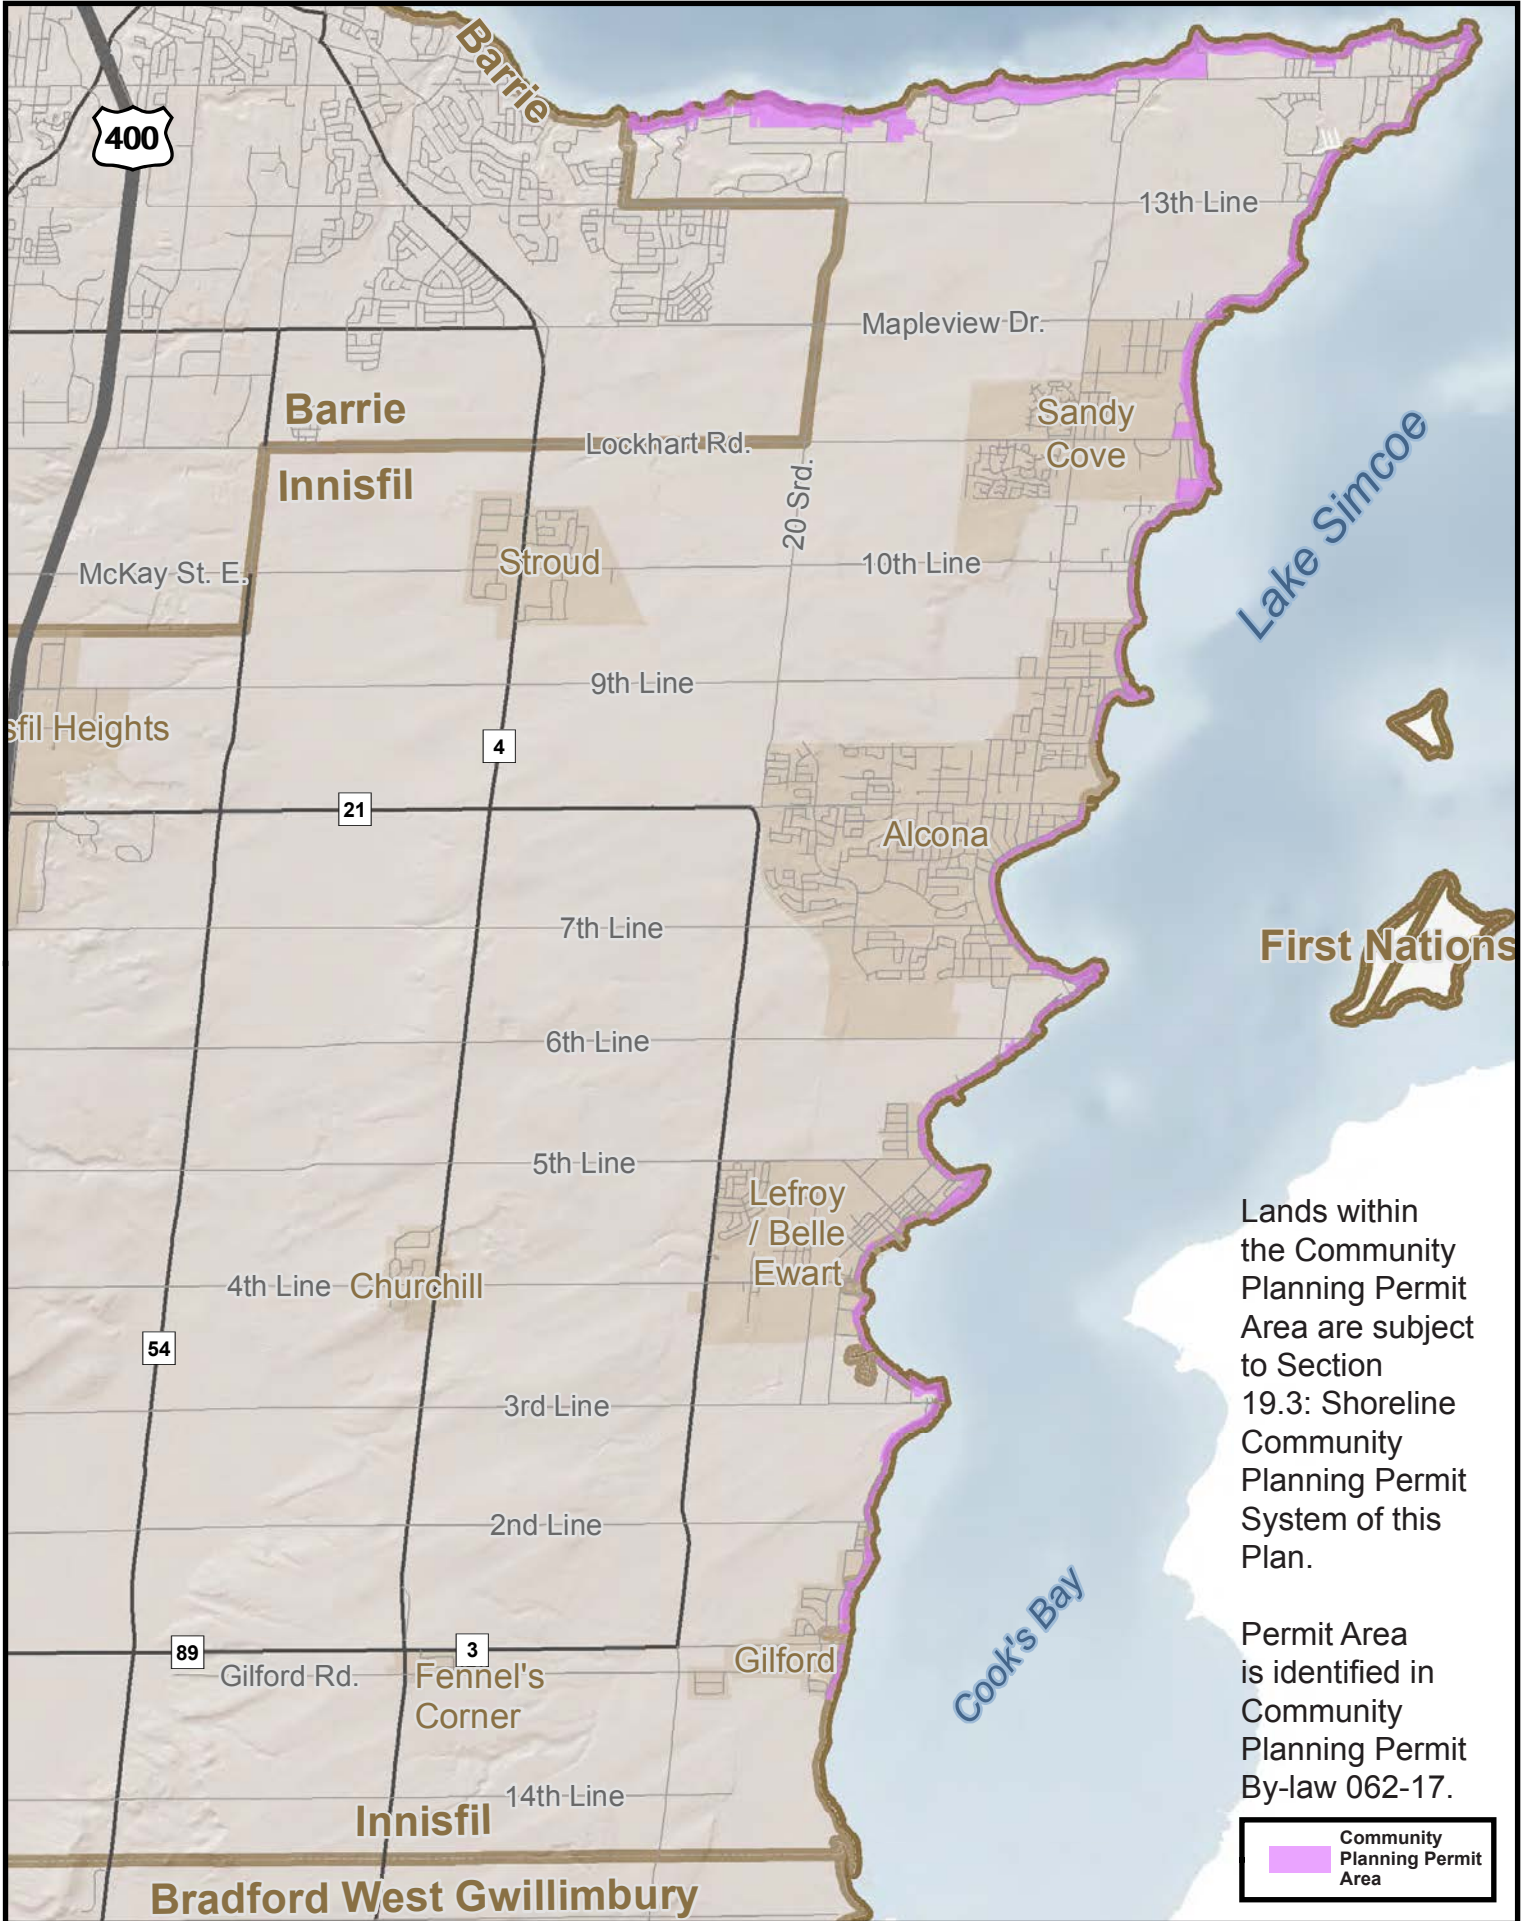 Barrie
400
13th Line
Mapleview Dr.
Barrie
Sandy
Cove
Lockhart Rd.
Innisfil
20 Srd.
Lake Simcoe
Stroud
10th Line
McKay St. E.
9th Line
sfil Heights
4
21
Alcona
7th Line
First Nations
6th Line
5th Line
Lefroy
/ Belle
Ewart
4th Line
Churchill
54
3rd Line
2nd Line
Cook's Bay
89
3
Gilford Rd.
Fennel's
Corner
Gilford
14th Line
Innisfil
Bradford West Gwillimbury
Lands within
the Community
Planning Permit
Area are subject
to Section
19.3: Shoreline
Community
Planning Permit
System of this
Plan.
Permit Area
is identified in
Community
Planning Permit
By-law 062-17.
Community
Planning Permit
Area